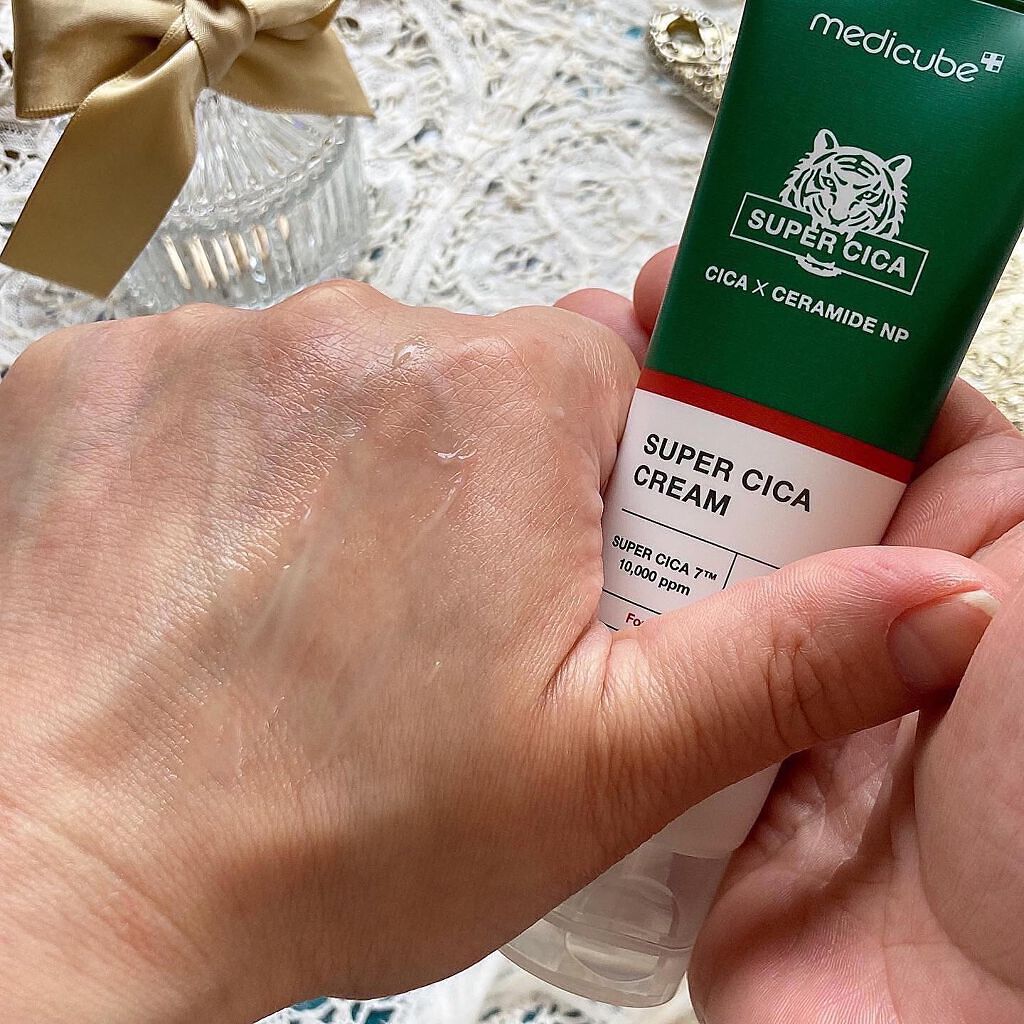 medicube
SUPER CICA
CICA X CERAMIDE NP
SUPER CICA
CREAM
SUPER CICA 7™
10,000 ppm